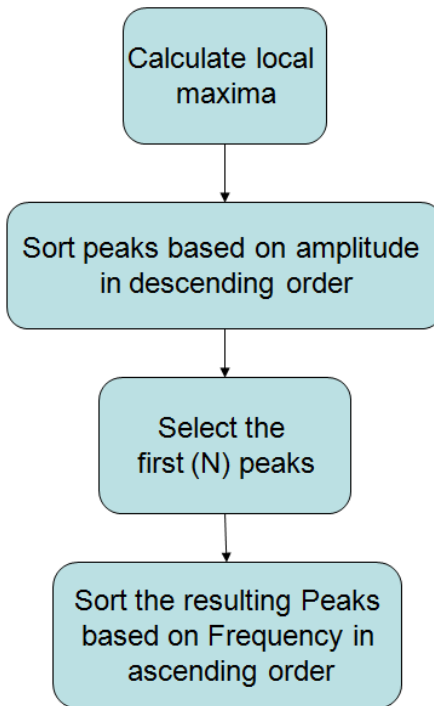 Calculate local
maxima
Sort peaks based on amplitude
in descending order
Select the
first (N) peaks
Sort the resulting Peaks
based on Frequency in
ascending order